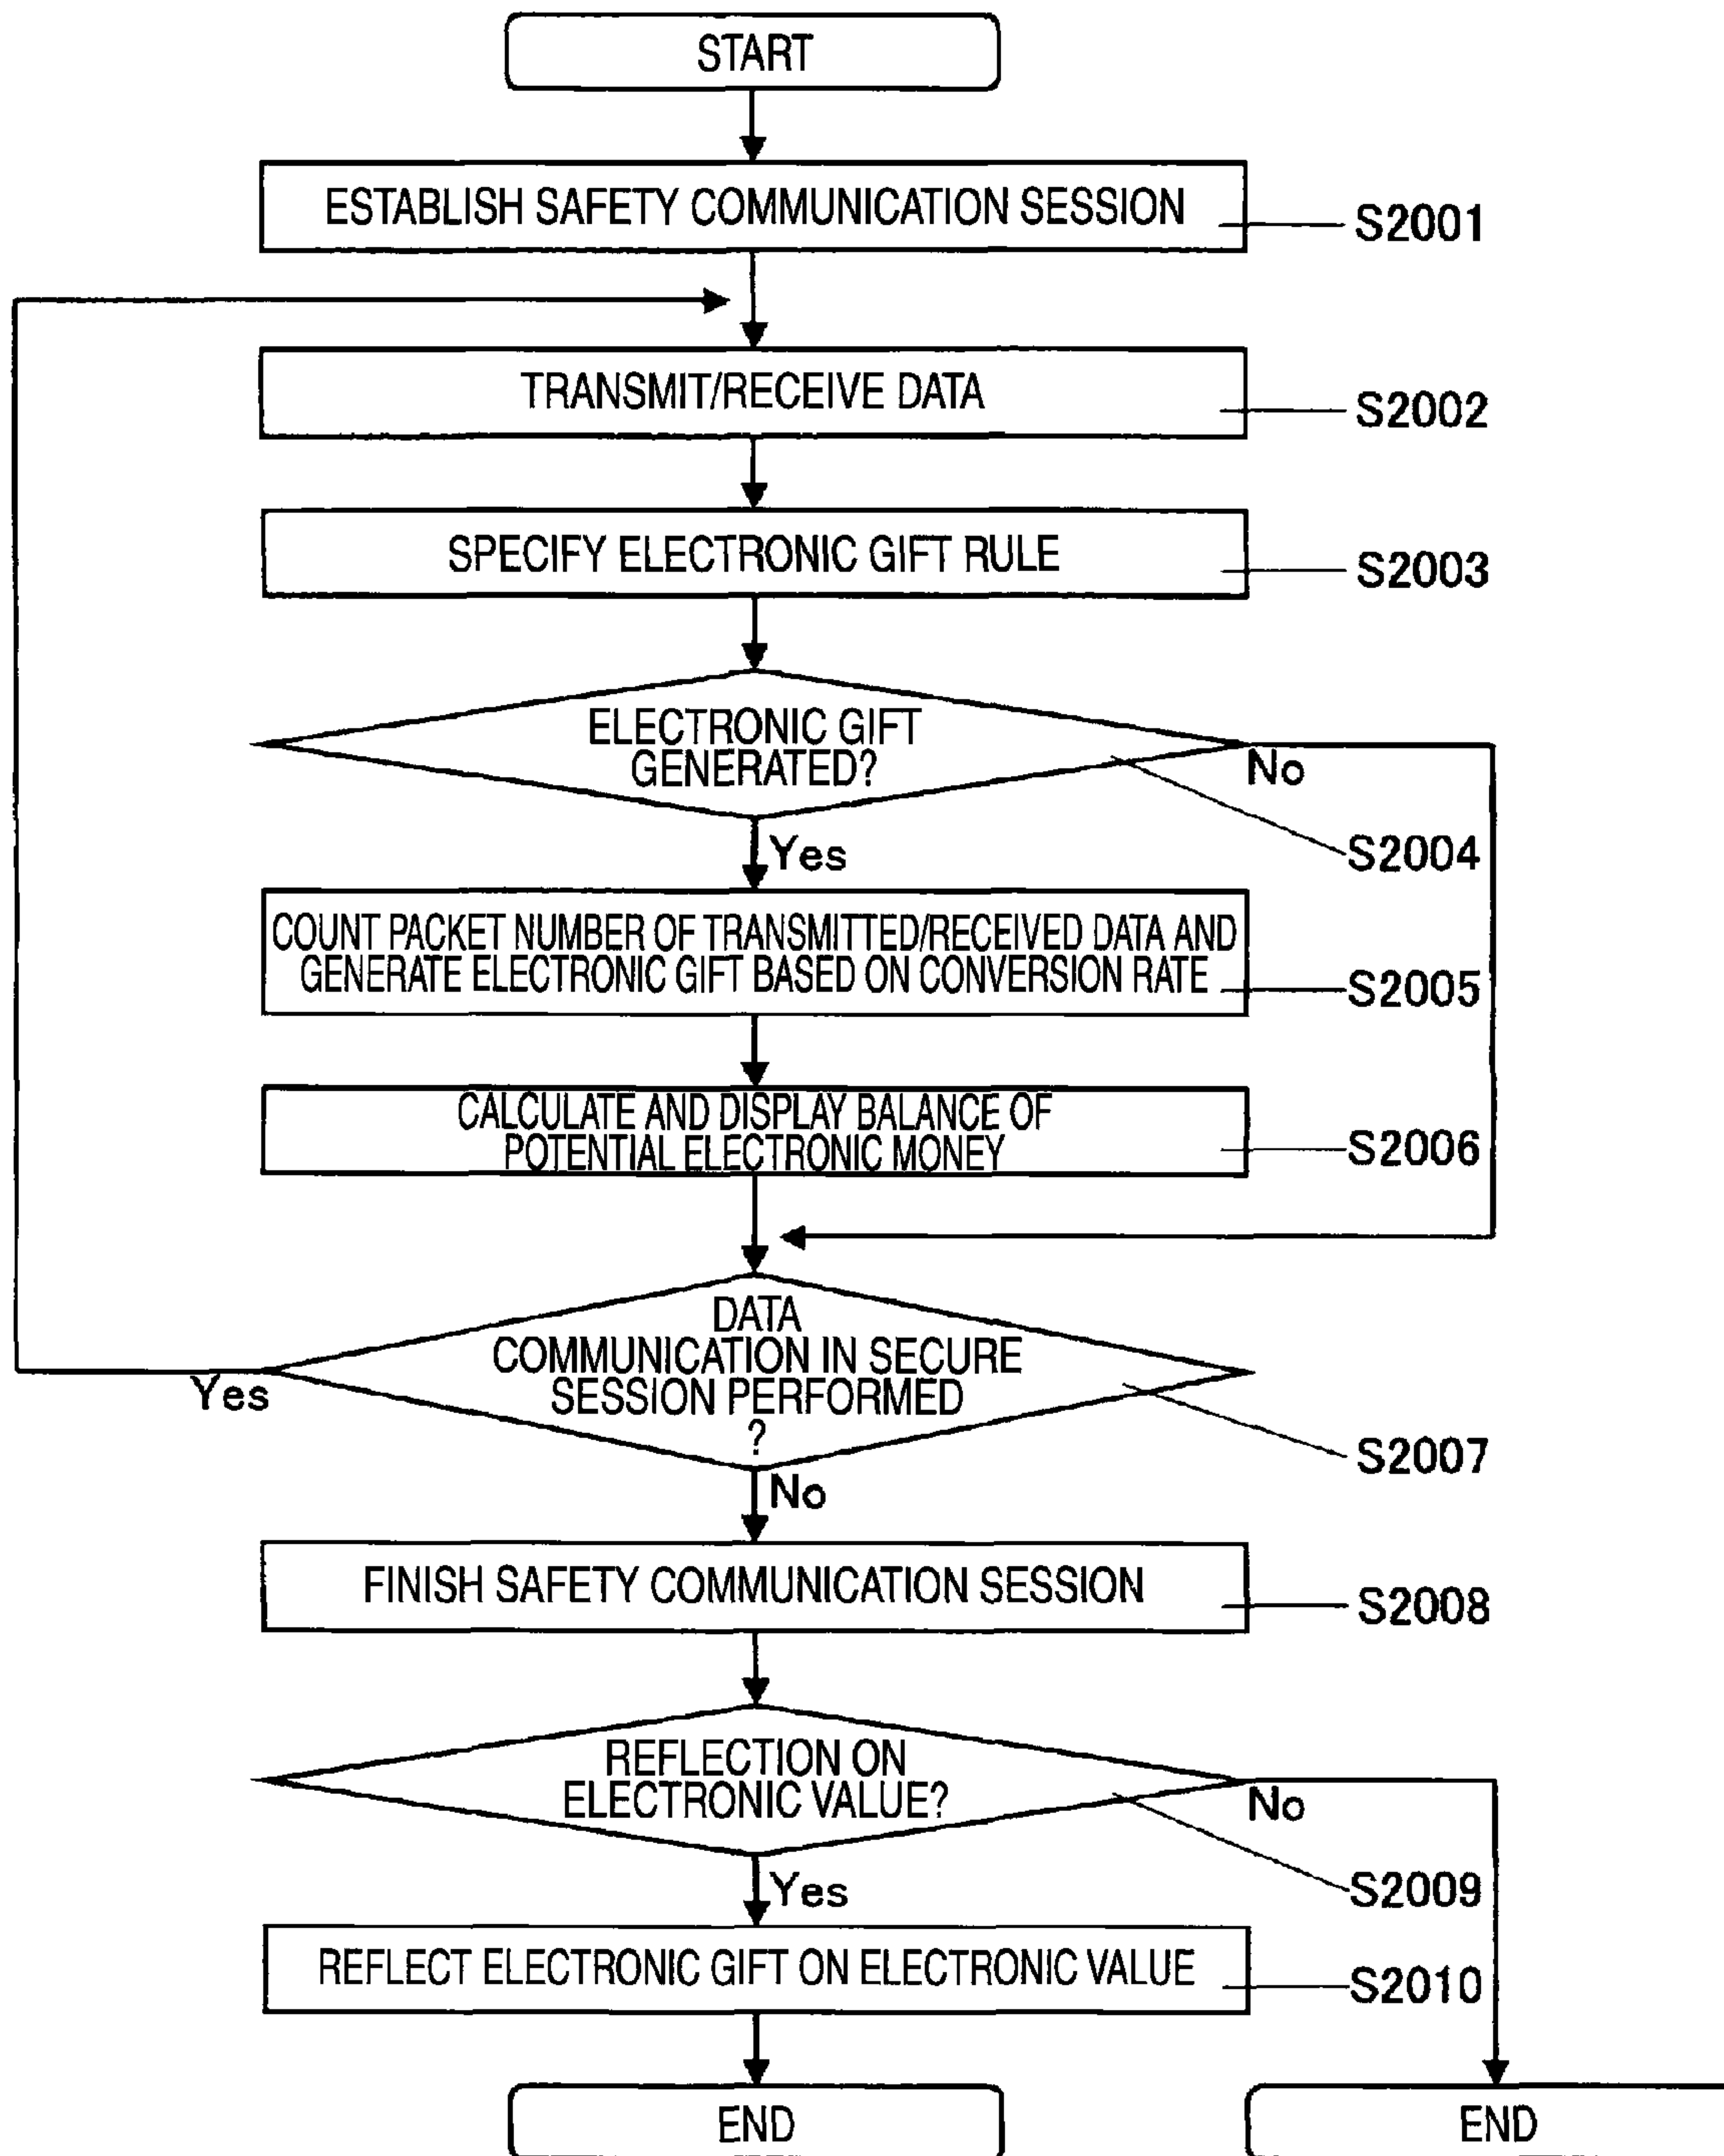 START
ESTABLISH SAFETY COMMUNICATION SESSION
S2001
TRANSMIT/RECEIVE DATA
S2002
SPECIFY ELECTRONIC GIFT RULE
S2003
ELECTRONIC GIFT
GENERATED?
No
S2004
Yes
COUNT PACKET NUMBER OF TRANSMITTED/RECEIVED DATA AND
GENERATE ELECTRONIC GIFT BASED ON CONVERSION RATE
S2005
CALCULATE AND DISPLAY BALANCE OF
POTENTIAL ELECTRONIC MONEY
S2006
DATA
COMMUNICATION IN SECURE
SESSION PERFORMED
?
Yes
S2007
No
FINISH SAFETY COMMUNICATION SESSION
S2008
REFLECTION ON
ELECTRONIC VALUE?
No
S2009
Yes
REFLECT ELECTRONIC GIFT ON ELECTRONIC VALUE
S2010
END
END